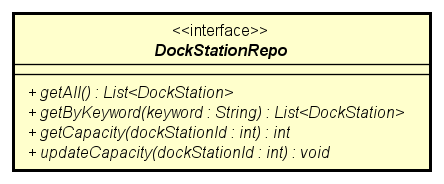 <<interface>>
DockStationRepo
+ getAll() : List<DockStation>
+ getByKeyword(keyword : String) : List<DockStation>
+ getCapacity(dockStationId : int) : int
+ updateCapacity(dockStationId : int) : void